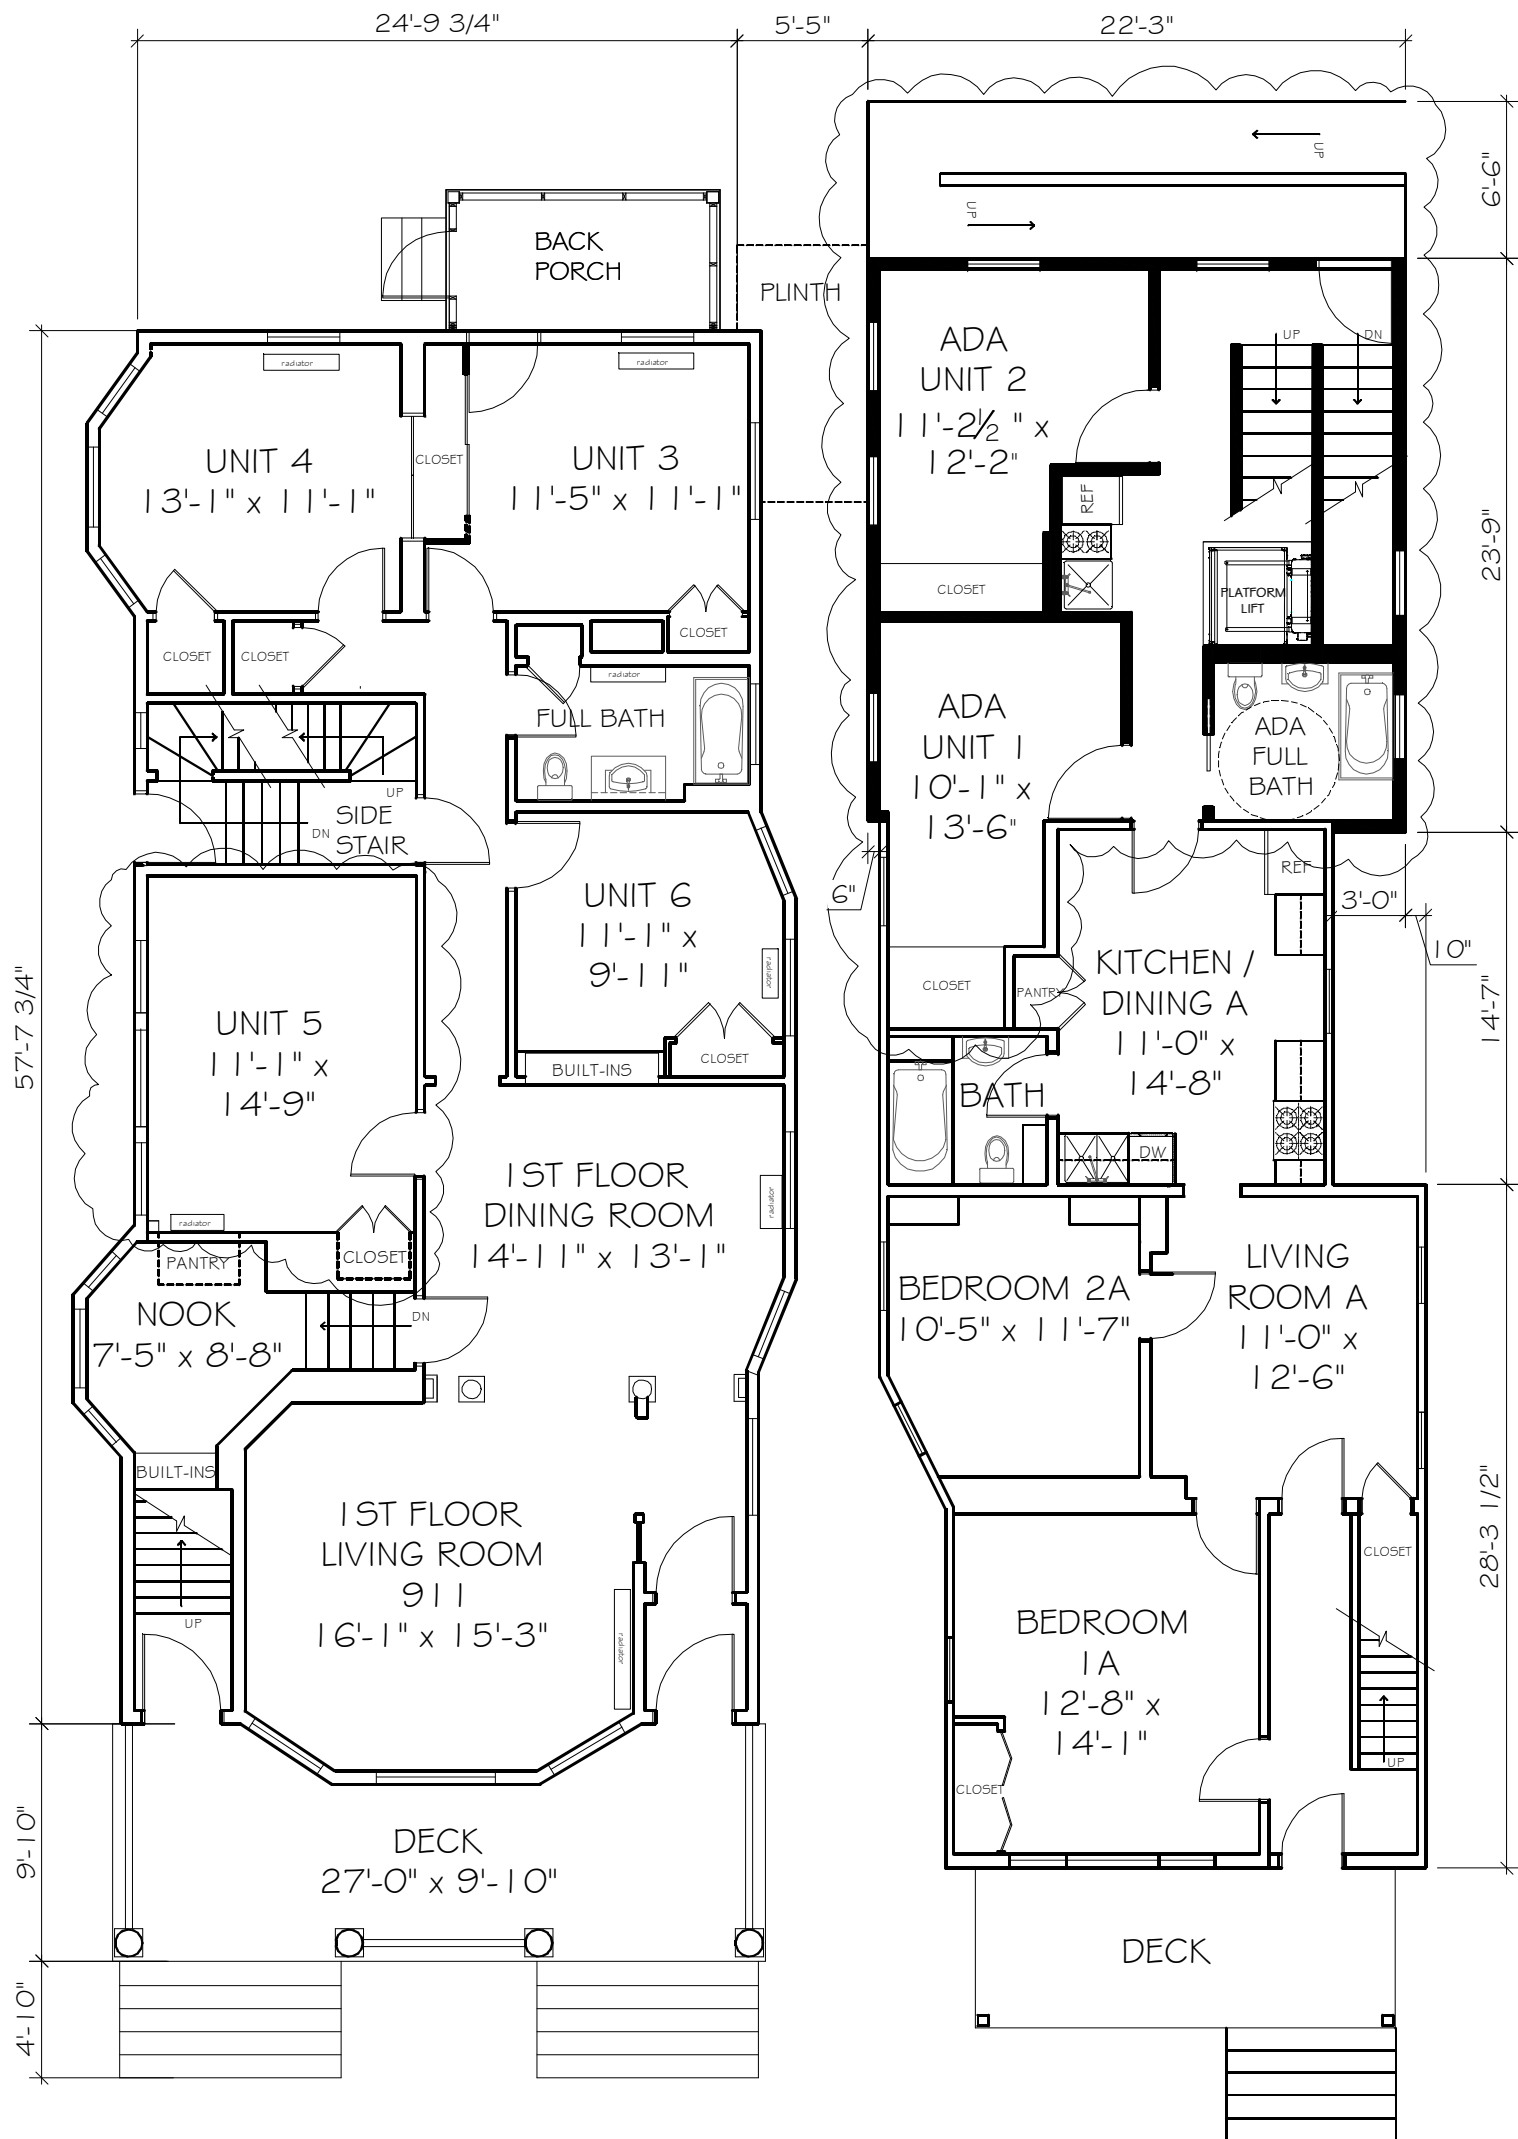 24'-9 3/4"
5'-5"
22'-3"
UP
6'-6"
UP
BACK
PORCH
PLINTH
radiator
radiator
ADA
UNIT 2
11'-2½" x
12'-2"
UP
DN
UNIT 4
13'-1" x 11'-1"
CLOSET
UNIT 3
11'-5" x 11'-1"
REF
23'-9"
CLOSET
PLATFORM
LIFT
CLOSET
CLOSET
CLOSET
radiator
FULL BATH
ADA
UNIT 1
10'-1" x
13'-6"
ADA
FULL
BATH
UP
SIDE
STAIR
DN
6"
REF
3'-0"
10"
UNIT 6
11'-1" x
9'-11"
radiator
57'-7 3/4"
UNIT 5
11'-1" x
14'-9"
CLOSET
BUILT-INS
CLOSET
PANTRY
KITCHEN /
DINING A
11'-0" x
14'-8"
14'-7"
BATH
DW
1ST FLOOR
DINING ROOM
14'-11" x 13'-1"
radiator
radiator
PANTRY
CLOSET
NOOK
7'-5" x 8'-8"
DN
BEDROOM 2A
10'-5" x 11'-7"
LIVING
ROOM A
11'-0" x
12'-6"
BUILT-INS
UP
1ST FLOOR
LIVING ROOM
911
16'-1" x 15'-3"
radiator
28'-3 1/2"
CLOSET
BEDROOM
1A
12'-8" x
14'-1"
CLOSET
UP
9'-10"
DECK
27'-0" x 9'-10"
DECK
4'-10"